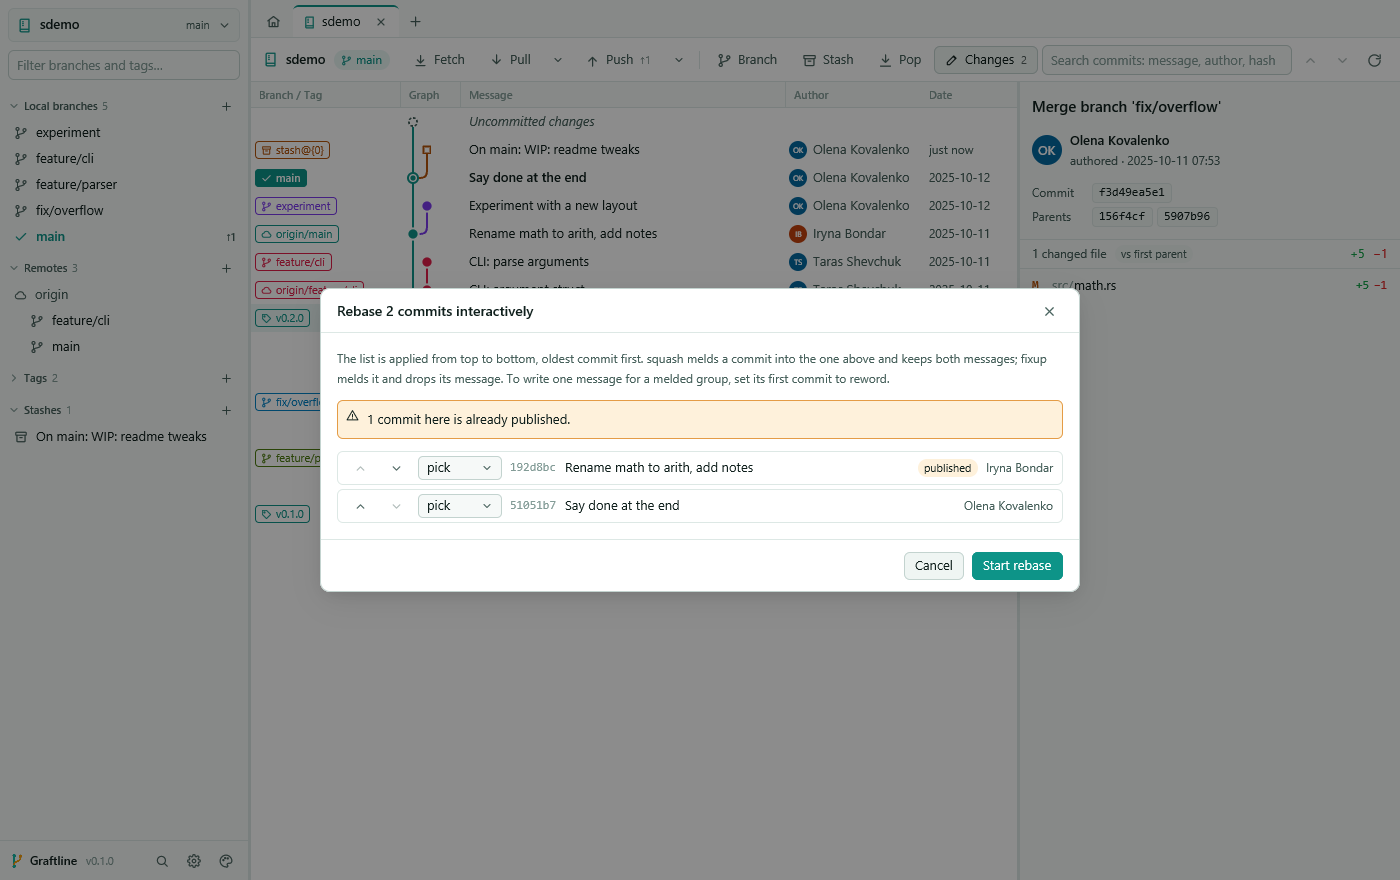 sdemo
main
Filter branches and tags...
Local branches 5
experiment
feature/cli
feature/parser
fix/overflow
main ↑1
Remotes 3
origin
feature/cli
main
Tags 2
Stashes 1
On main: WIP: readme tweaks
Graftline v0.1.0
sdemo
sdemo main Fetch Pull Push ↑1 Branch Stash Pop Changes 2 Search commits: message, author, hash
Branch / Tag Graph Message Author Date
Uncommitted changes
stash@{0} On main: WIP: readme tweaks OK Olena Kovalenko just now
main Say done at the end OK Olena Kovalenko 2025-10-12
experiment Experiment with a new layout OK Olena Kovalenko 2025-10-12
origin/main Rename math to arith, add notes IB Iryna Bondar 2025-10-11
feature/cli CLI: parse arguments TS Taras Shevchuk 2025-10-11
v0.2.0
v0.1.0
Merge branch 'fix/overflow'
OK
Olena Kovalenko
authored · 2025-10-11 07:53
Commit f3d49ea5e1
Parents 156f4cf 5907b96
1 changed file vs first parent +5 −1
src/math.rs +5 −1
Rebase 2 commits interactively
The list is applied from top to bottom, oldest commit first. squash melds a commit into the one above and keeps both messages; fixup
melds it and drops its message. To write one message for a melded group, set its first commit to reword.
1 commit here is already published.
pick 192d8bc Rename math to arith, add notes published Iryna Bondar
pick 51051b7 Say done at the end Olena Kovalenko
Cancel Start rebase